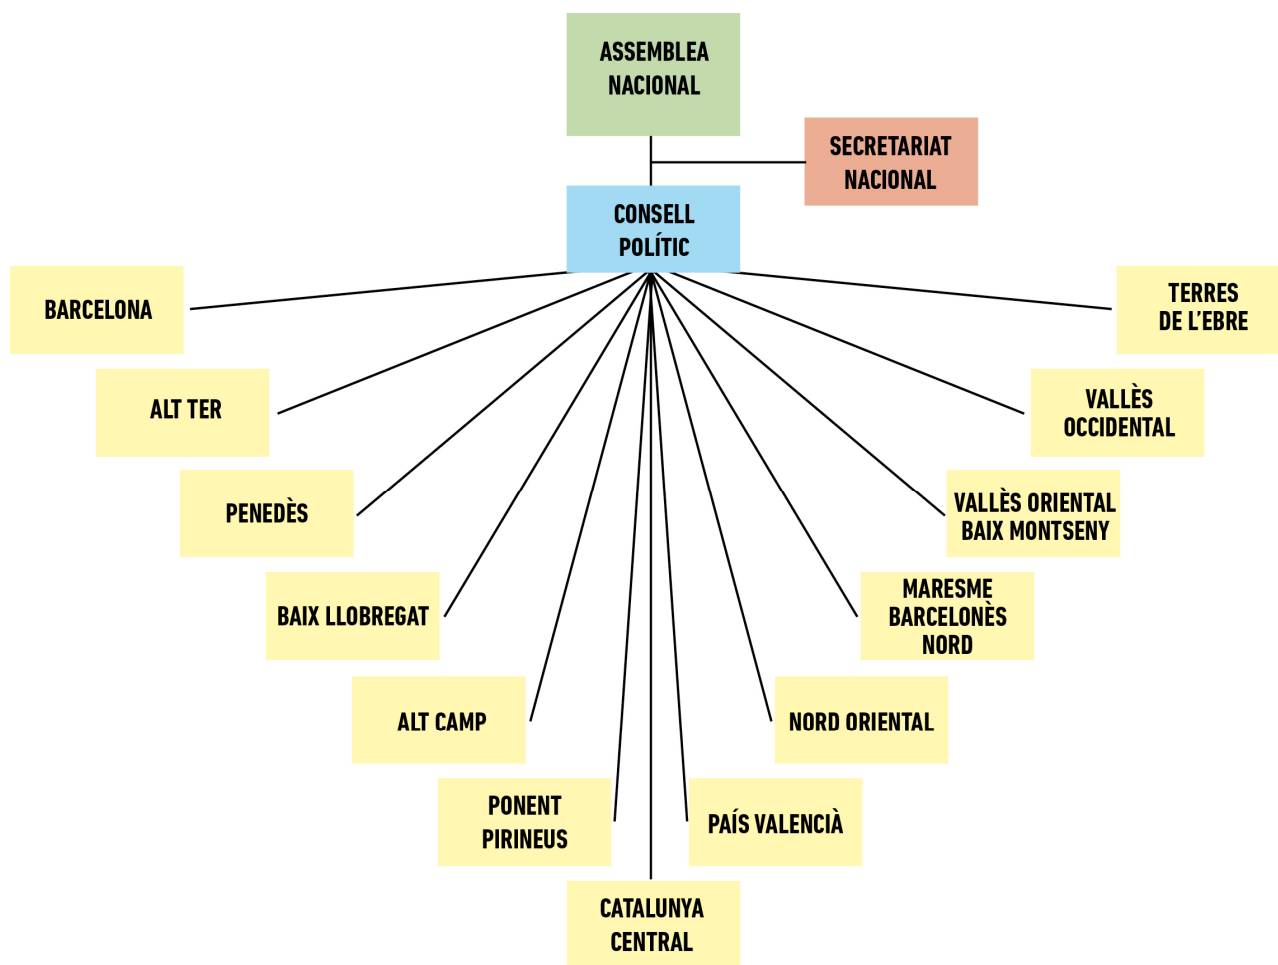 ASSEMBLEA
NACIONAL
SECRETARIAT
NACIONAL
CONSELL
POLÍTIC
BARCELONA
TERRES
DE L’EBRE
ALT TER
VALLÈS
OCCIDENTAL
PENEDÈS
VALLÈS ORIENTAL
BAIX MONTSENY
BAIX LLOBREGAT
MARESME
BARCELONÈS
NORD
ALT CAMP
NORD ORIENTAL
PONENT
PIRINEUS
PAÍS VALENCIÀ
CATALUNYA
CENTRAL